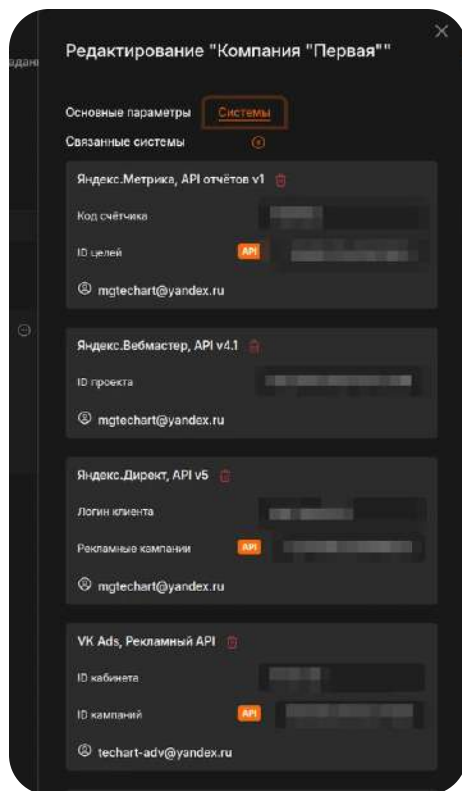 Редактирование "Компания "Первая""
Основные параметры Системы
Связанные системы
Яндекс.Метрика, API отчётов v1
Код счётчика
ID целей API
mgtechart@yandex.ru
Яндекс.Вебмастер, API v4.1
ID проекта
mgtechart@yandex.ru
Яндекс.Директ, API v5
Логин клиента
Рекламные кампании API
mgtechart@yandex.ru
VK Ads, Рекламный API
ID кабинета
ID кампаний API
techart-adv@yandex.ru